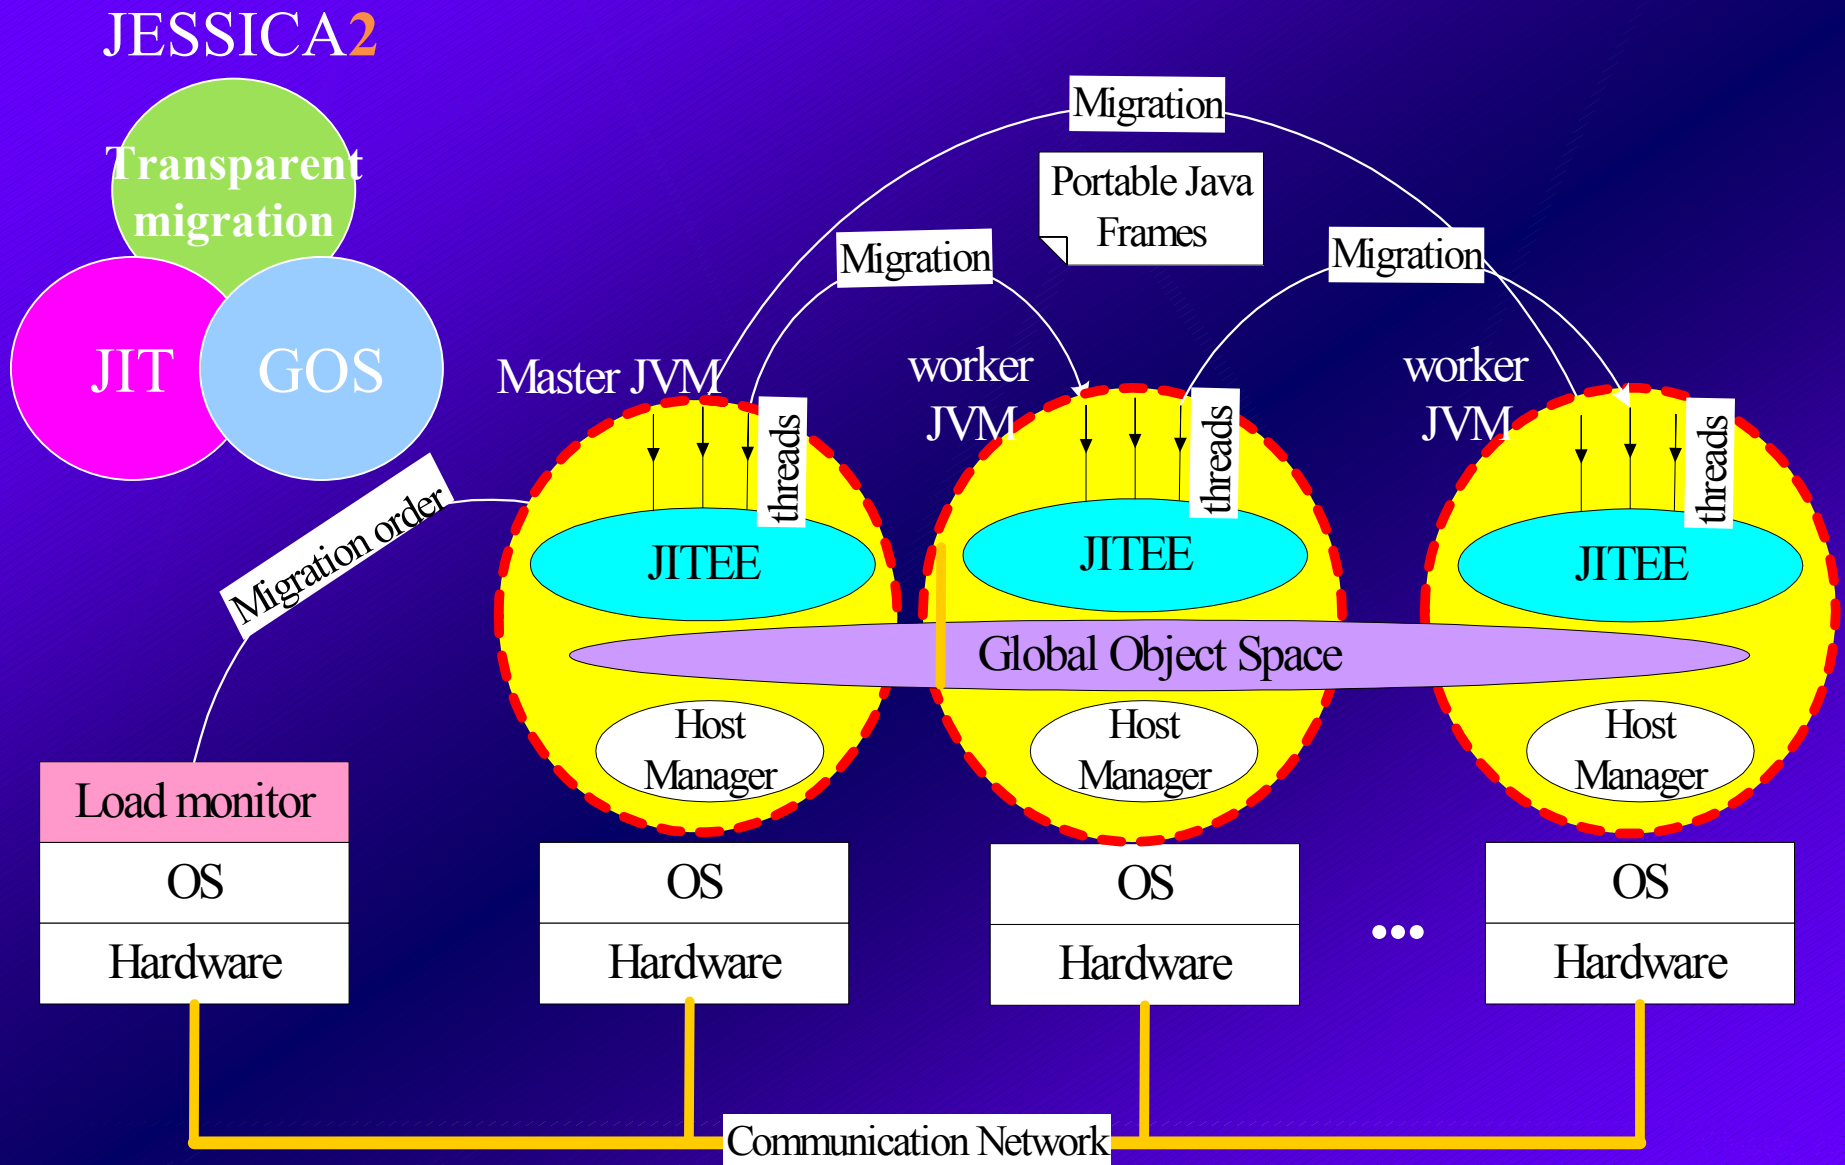 JESSICA2
Transparent
migration
JIT
GOS
Migration
Portable Java
Frames
Migration
Migration
Master JVM
worker
JVM
worker
JVM
threads
threads
threads
Migration order
JITEE
JITEE
JITEE
Global Object Space
Host
Manager
Host
Manager
Host
Manager
Load monitor
OS
Hardware
OS
Hardware
OS
Hardware
...
OS
Hardware
Communication Network